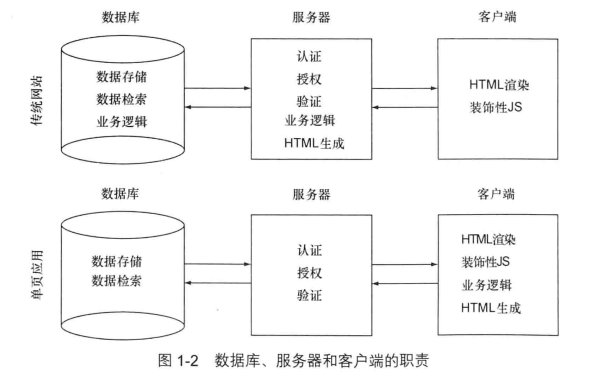 数据库
服务器
客户端
传统网站
数据存储
数据检索
业务逻辑
认证
授权
验证
业务逻辑
HTML生成
HTML渲染
装饰性JS
数据库
服务器
客户端
单页应用
数据存储
数据检索
认证
授权
验证
HTML渲染
装饰性JS
业务逻辑
HTML生成
图 1-2 数据库、服务器和客户端的职责